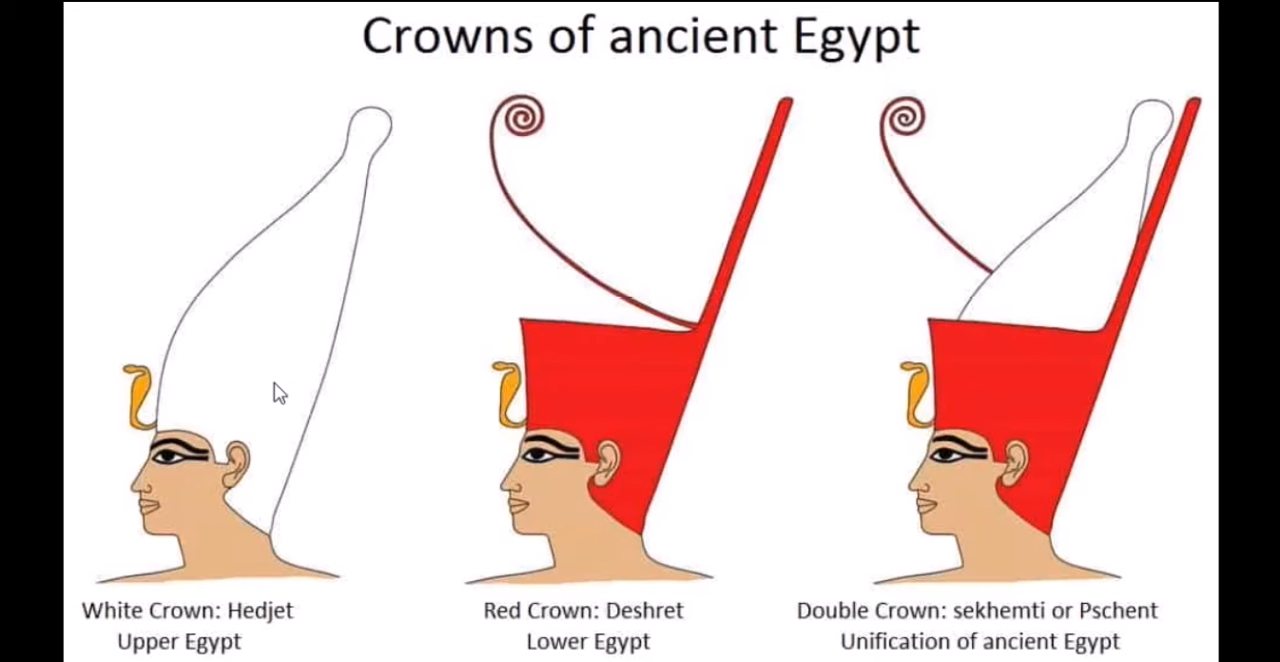 Crowns of ancient Egypt
White Crown: Hedjet
Upper Egypt
Red Crown: Deshret
Lower Egypt
Double Crown: sekhemti or Pschent
Unification of ancient Egypt